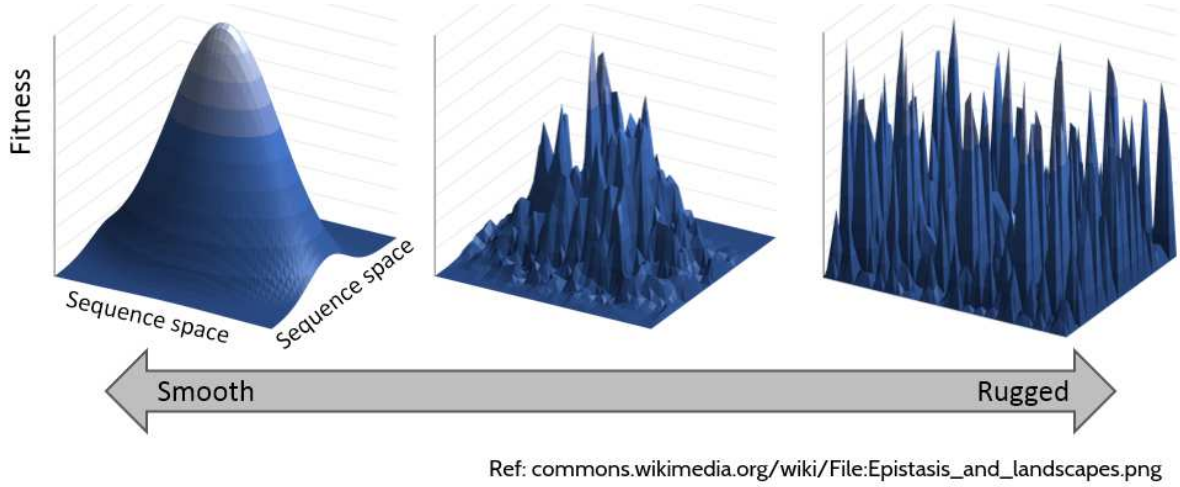 Fitness
Sequence space
Sequence space
Smooth
Rugged
Ref: commons.wikimedia.org/wiki/File:Epistasis_and_landscapes.png